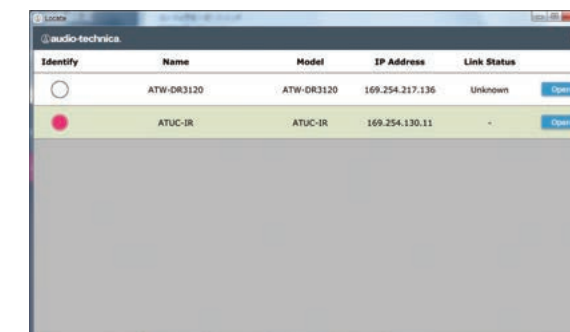 Locate
audio-technica.
Identify Name Model IP Address Link Status
ATW-DR3120 ATW-DR3120 169.254.217.136 Unknown Open
ATUC-IR ATUC-IR 169.254.130.11 - Open